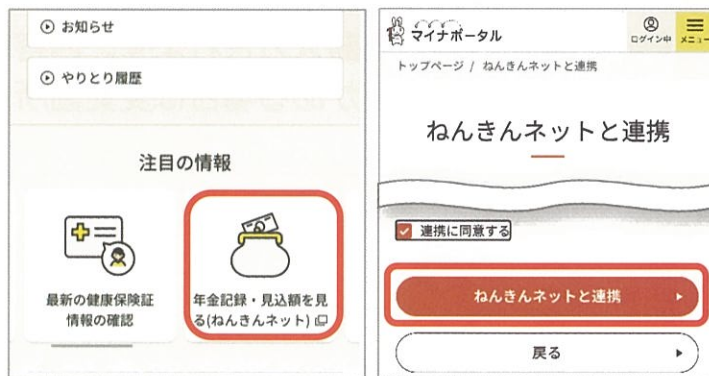 お知らせ
やりとり履歴
注目の情報
最新の健康保険証
情報の確認
年金記録・見込額を見
る(ねんきんネット)
マイナポータル
ログイン中
メニュー
トップページ / ねんきんネットと連携
ねんきんネットと連携
連携に同意する
ねんきんネットと連携
戻る